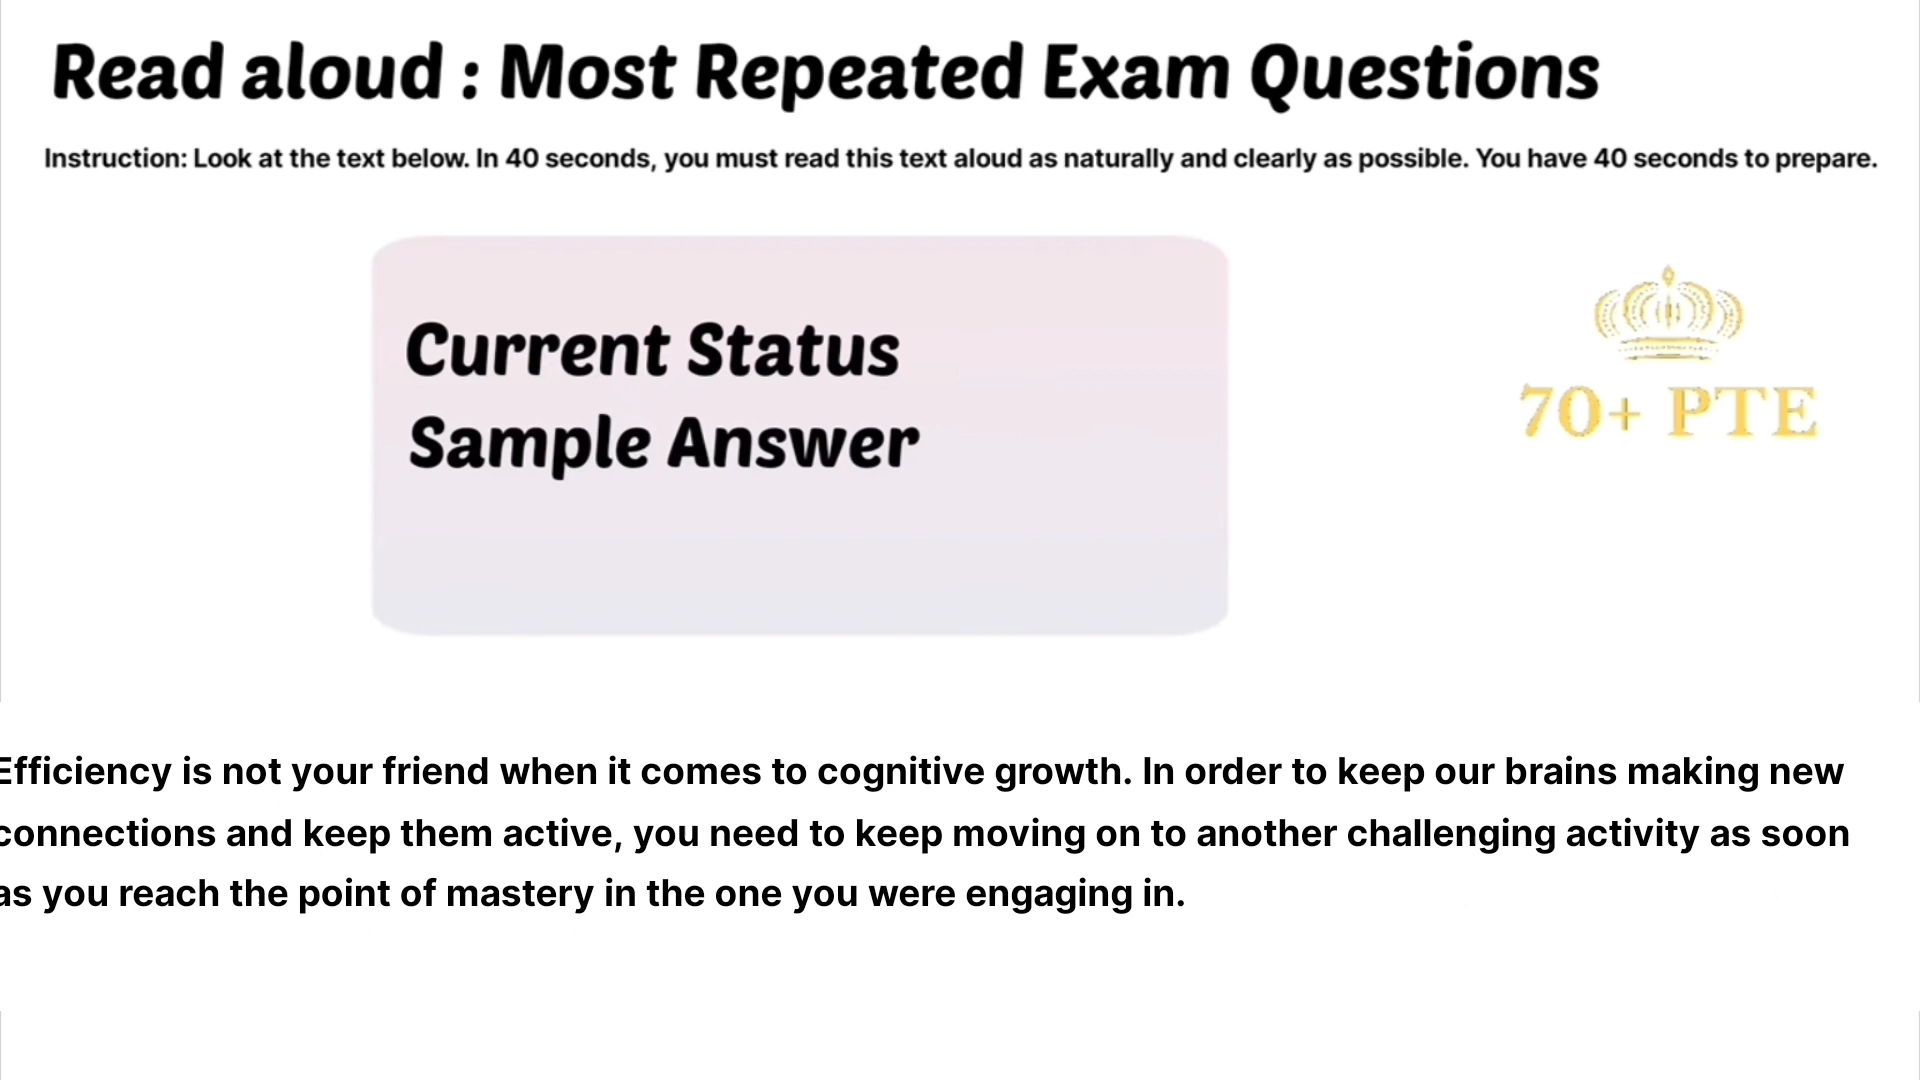 Read aloud : Most Repeated Exam Questions
Instruction: Look at the text below. In 40 seconds, you must read this text aloud as naturally and clearly as possible. You have 40 seconds to prepare.
Current Status
Sample Answer
70+ PTE
Efficiency is not your friend when it comes to cognitive growth. In order to keep our brains making new
connections and keep them active, you need to keep moving on to another challenging activity as soon
as you reach the point of mastery in the one you were engaging in.